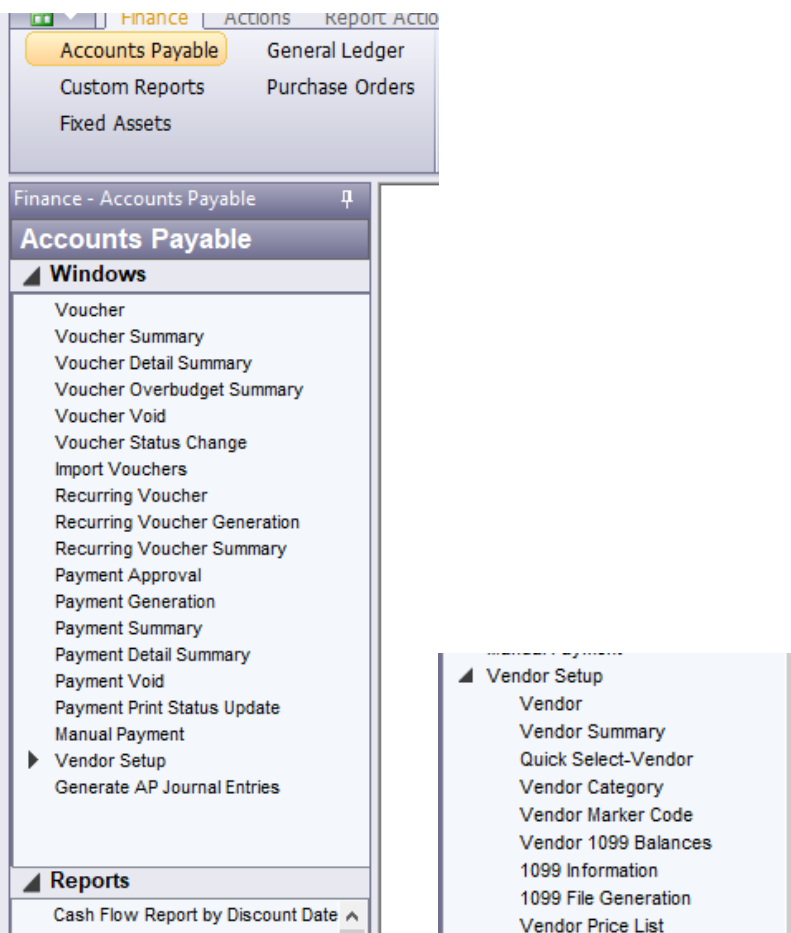 Finance Actions Report Actio
Accounts Payable General Ledger
Custom Reports Purchase Orders
Fixed Assets
Finance - Accounts Payable
Accounts Payable
Windows
Voucher
Voucher Summary
Voucher Detail Summary
Voucher Overbudget Summary
Voucher Void
Voucher Status Change
Import Vouchers
Recurring Voucher
Recurring Voucher Generation
Recurring Voucher Summary
Payment Approval
Payment Generation
Payment Summary
Payment Detail Summary
Payment Void
Payment Print Status Update
Manual Payment
Vendor Setup
Generate AP Journal Entries
Reports
Cash Flow Report by Discount Date
Manual Payment
Vendor Setup
Vendor
Vendor Summary
Quick Select-Vendor
Vendor Category
Vendor Marker Code
Vendor 1099 Balances
1099 Information
1099 File Generation
Vendor Price List